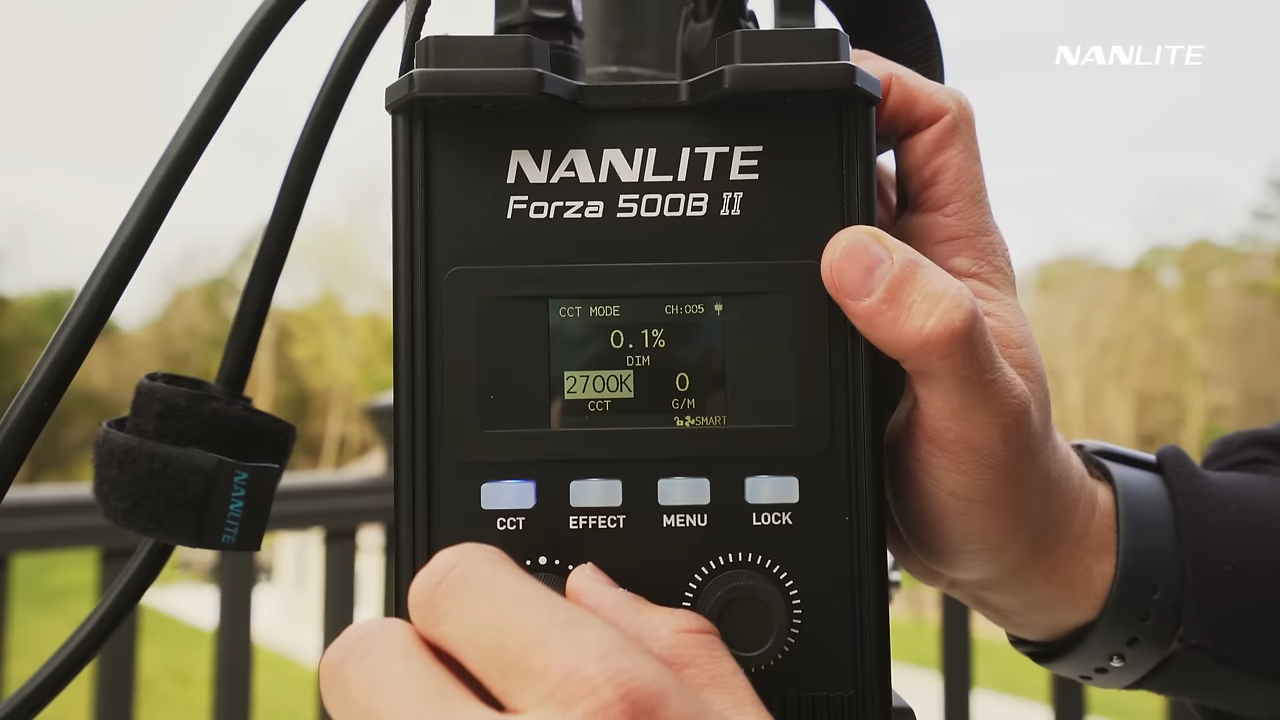 NANLITE
NANLITE
Forza 500B II
CCT MODE CH:005
0.1%
DIM
2700K 0
CCT G/M
SMART
CCT EFFECT MENU LOCK
NANLITE